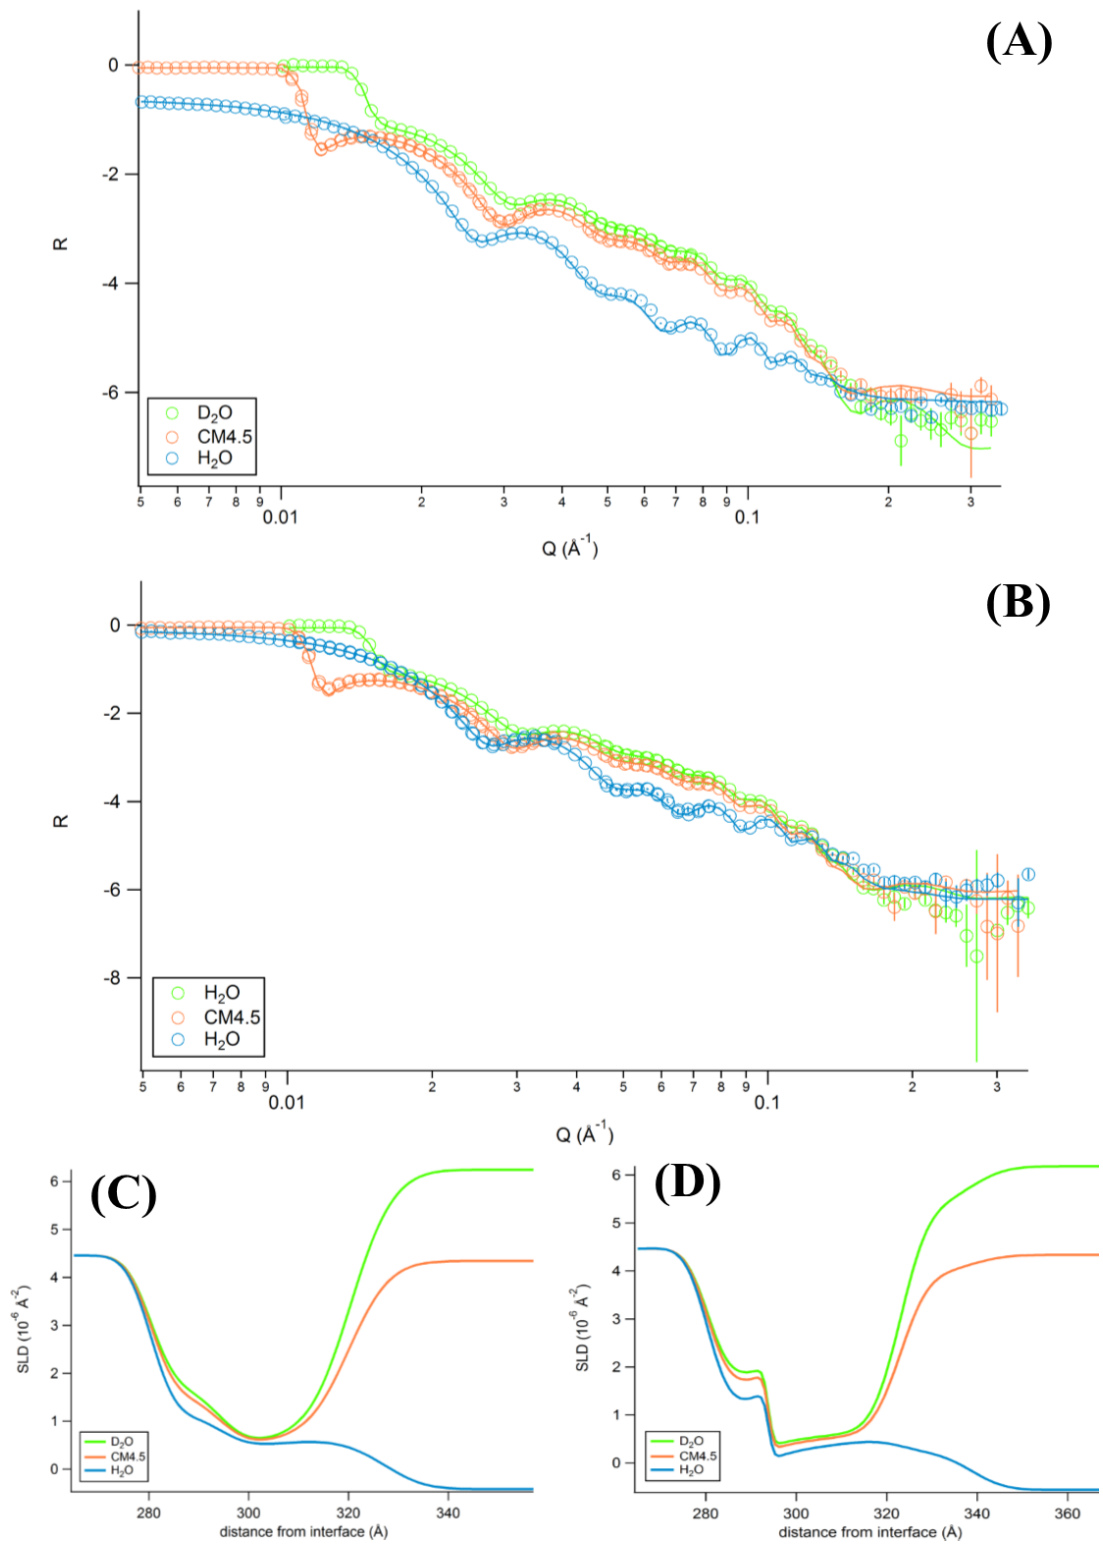 (A)
0
-2
-4
-6
R
D₂O
CM4.5
H₂O
5 6 7 8 9 0.01 2 3 4 5 6 7 8 9 0.1 2 3
Q (Å⁻¹)
(B)
0
-2
-4
-6
-8
R
H₂O
CM4.5
H₂O
5 6 7 8 9 0.01 2 3 4 5 6 7 8 9 0.1 2 3
Q (Å⁻¹)
(C)
6
5
4
3
2
1
0
SLD (10⁻⁶ Å⁻²)
D₂O
CM4.5
H₂O
280 300 320 340
distance from interface (Å)
(D)
6
5
4
3
2
1
0
SLD (10⁻⁶ Å⁻²)
D₂O
CM4.5
H₂O
280 300 320 340 360
distance from interface (Å)